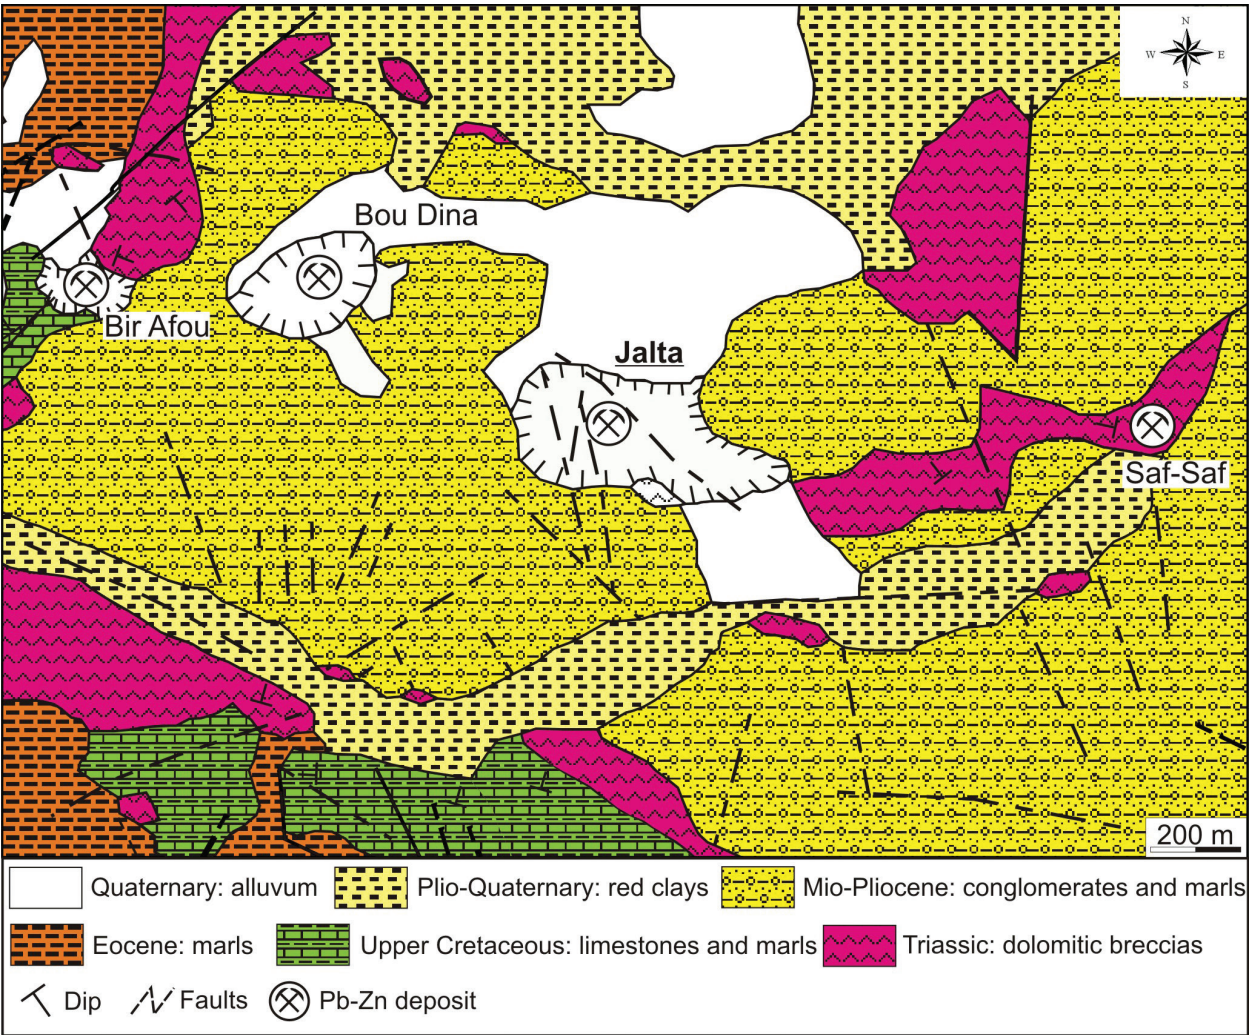 N
W E
S
Bou Dina
Bir Afou
Jalta
Saf-Saf
200 m
Quaternary: alluvum
Plio-Quaternary: red clays
Mio-Pliocene: conglomerates and marls
Eocene: marls
Upper Cretaceous: limestones and marls
Triassic: dolomitic breccias
Dip
Faults
Pb-Zn deposit